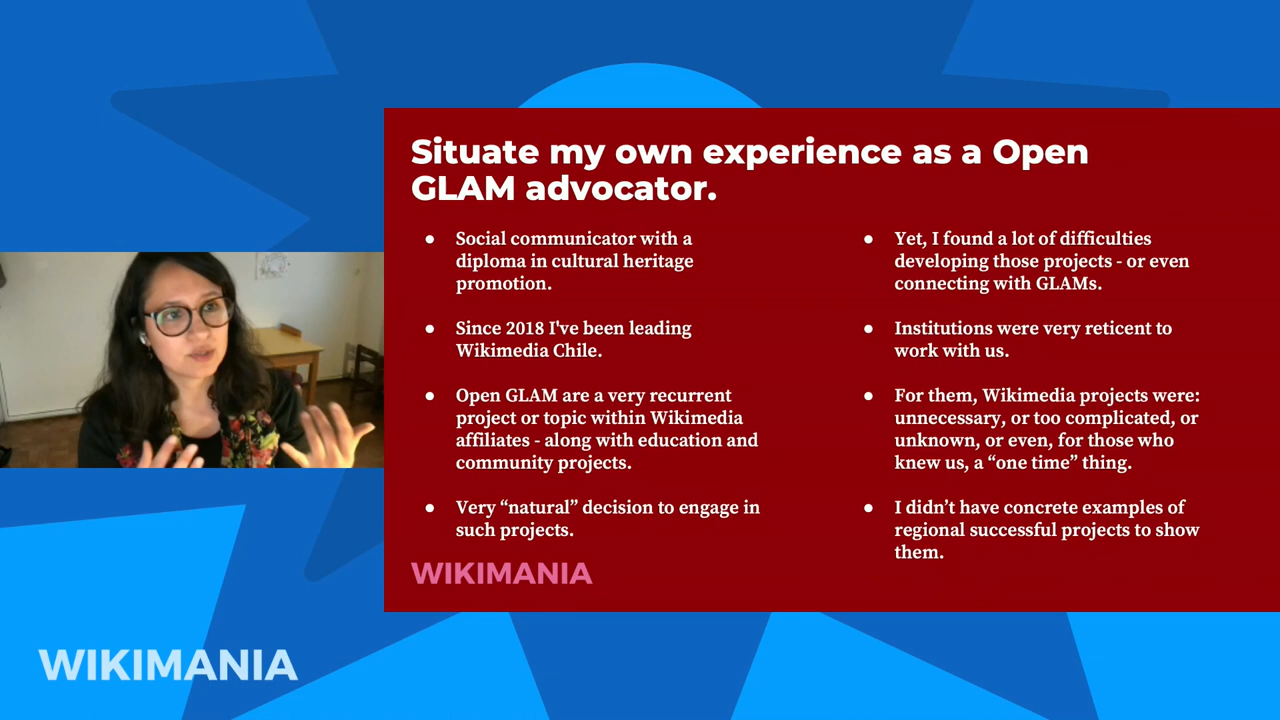 Situate my own experience as a Open
GLAM advocator.
● Social communicator with a
diploma in cultural heritage
promotion.
● Since 2018 I've been leading
Wikimedia Chile.
● Open GLAM are a very recurrent
project or topic within Wikimedia
affiliates - along with education and
community projects.
● Very “natural” decision to engage in
such projects.
● Yet, I found a lot of difficulties
developing those projects - or even
connecting with GLAMs.
● Institutions were very reticent to
work with us.
● For them, Wikimedia projects were:
unnecessary, or too complicated, or
unknown, or even, for those who
knew us, a “one time” thing.
● I didn’t have concrete examples of
regional successful projects to show
them.
WIKIMANIA
WIKIMANIA